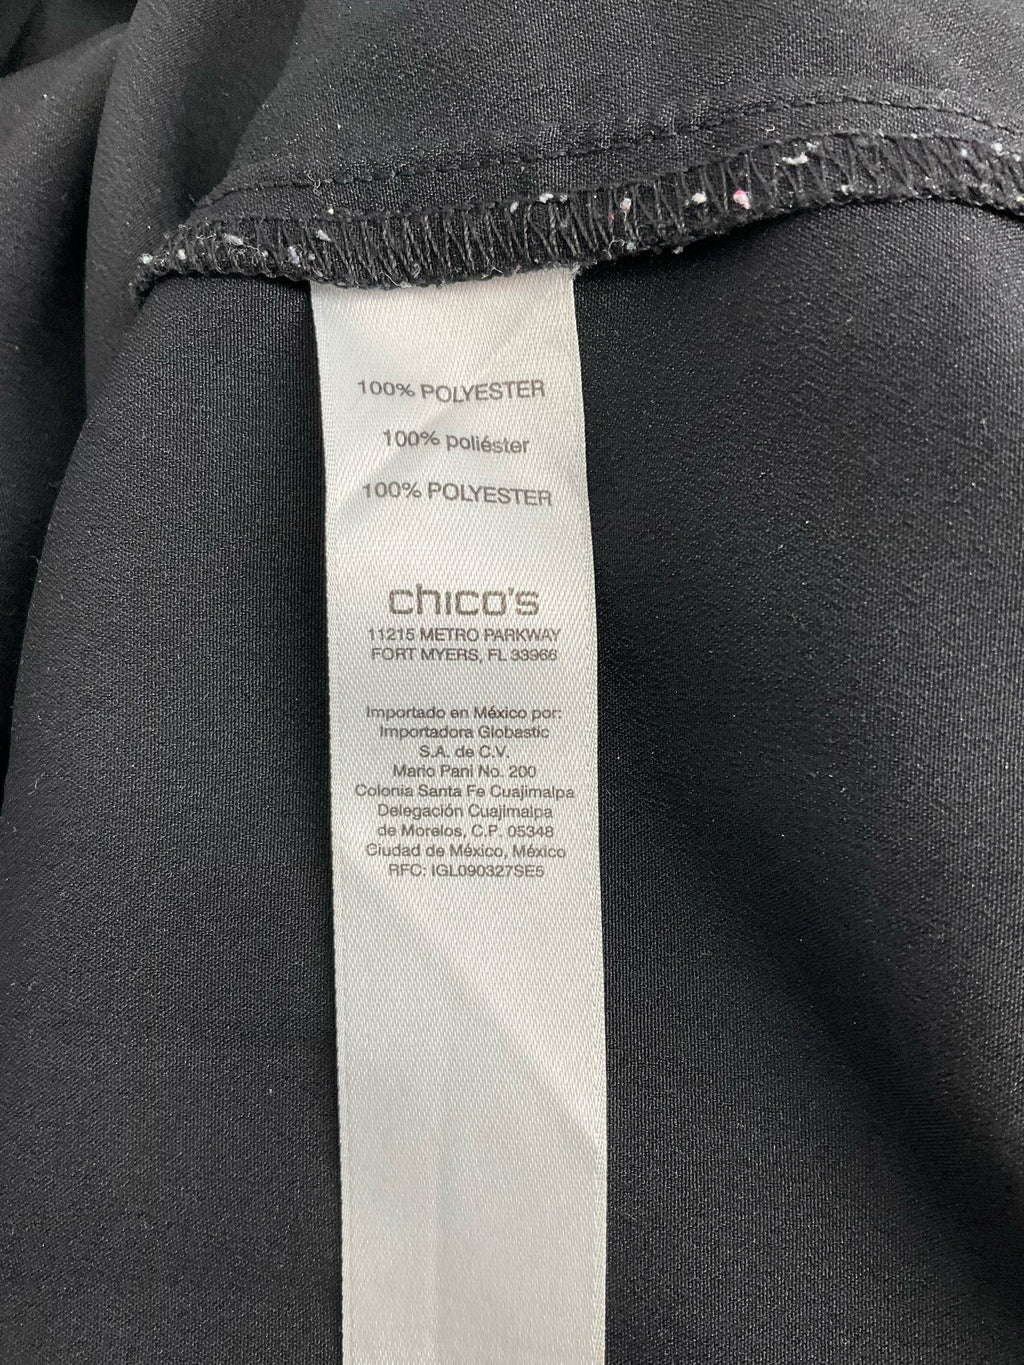 100% POLYESTER
100% poliéster
100% POLYESTER
chico's
11215 METRO PARKWAY
FORT MYERS, FL 33966
Importado en México por:
Importadora Globastic
S.A. de C.V.
Mario Pani No. 200
Colonia Santa Fe Cuajimalpa
Delegación Cuajimalpa
de Morelos, C.P. 05348
Ciudad de México, México
RFC: IGL090327SE5